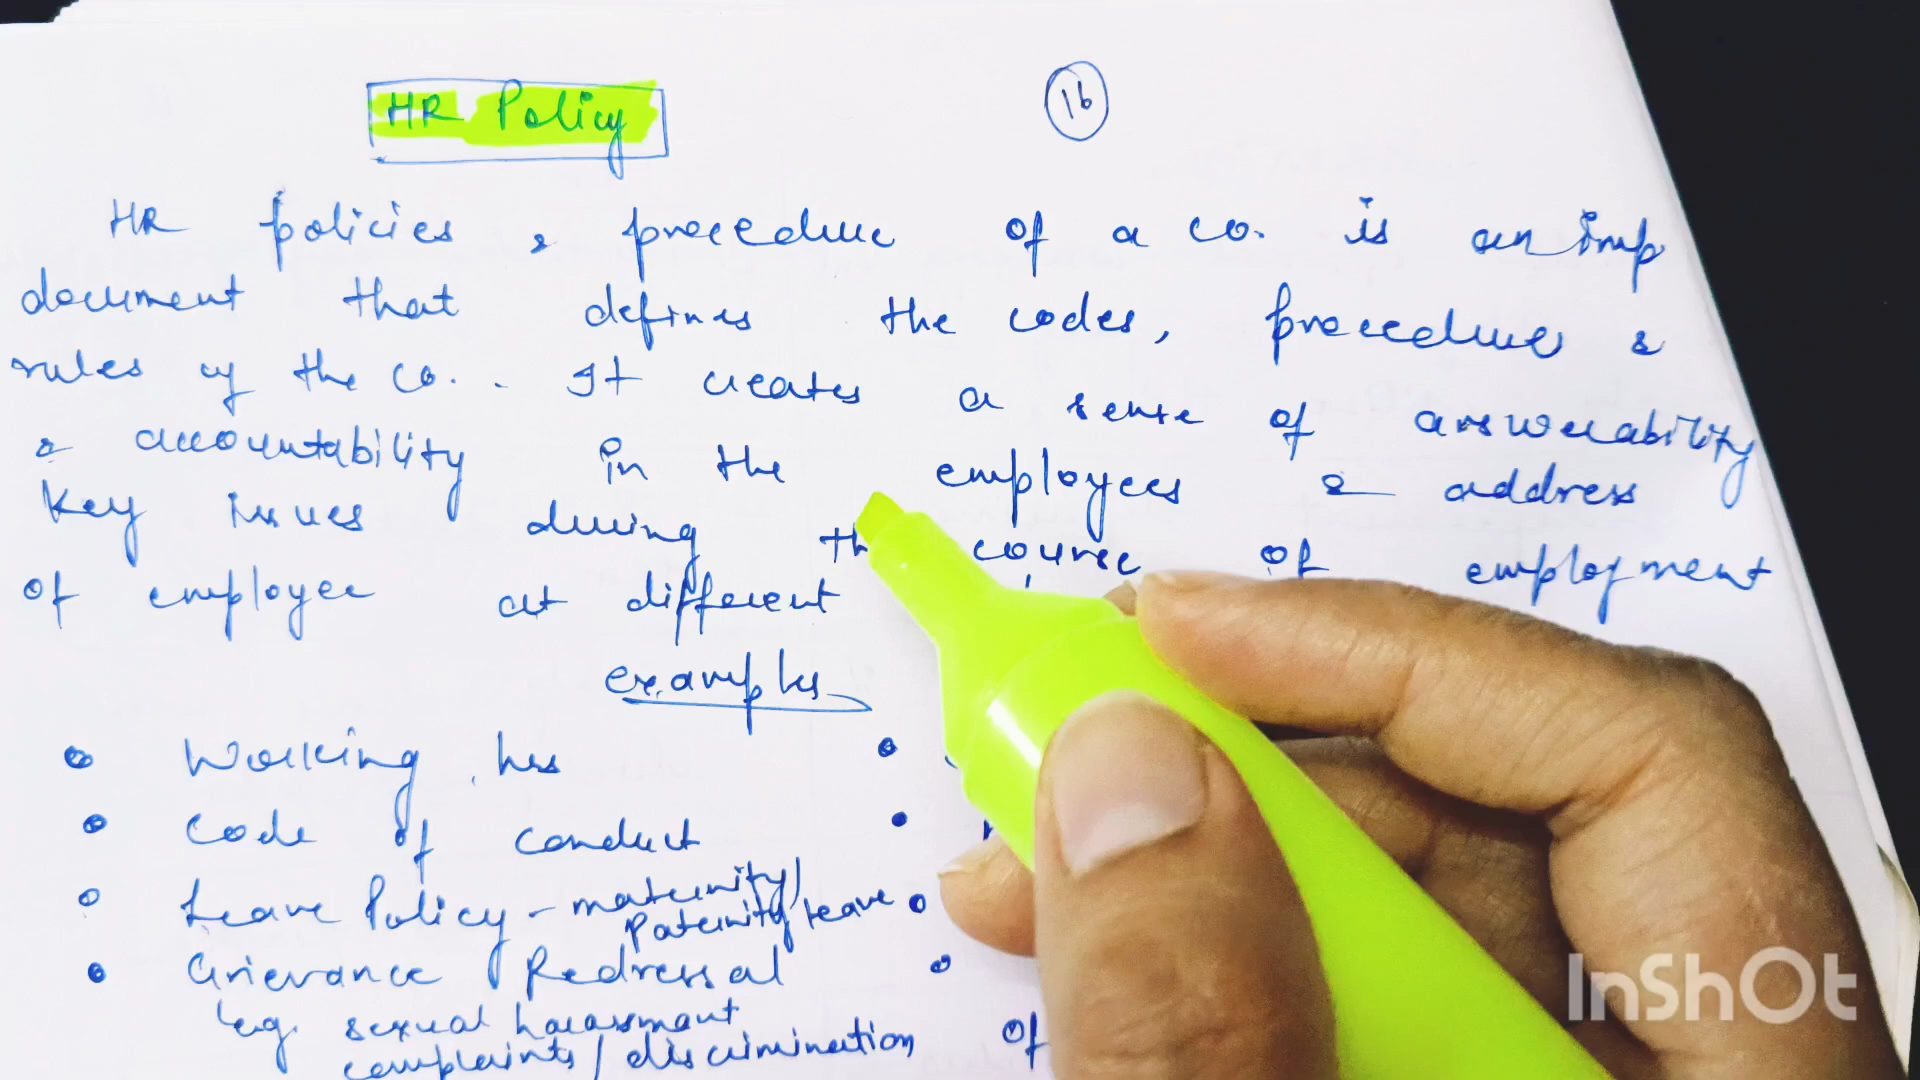 HR Policy
16
HR policies & procedure of a co. is an imp
document that defines the codes, procedures &
rules of the co. . It creates a sense of answerability
& accountability in the employees & address
key issues during the course of employment
of employee at different
examples
• Working hrs
• Code of conduct
• Leave Policy - maternity/
Paternity leave
• Grievance Redressal
eg. sexual harassment
complaints / discrimination of
InShOt